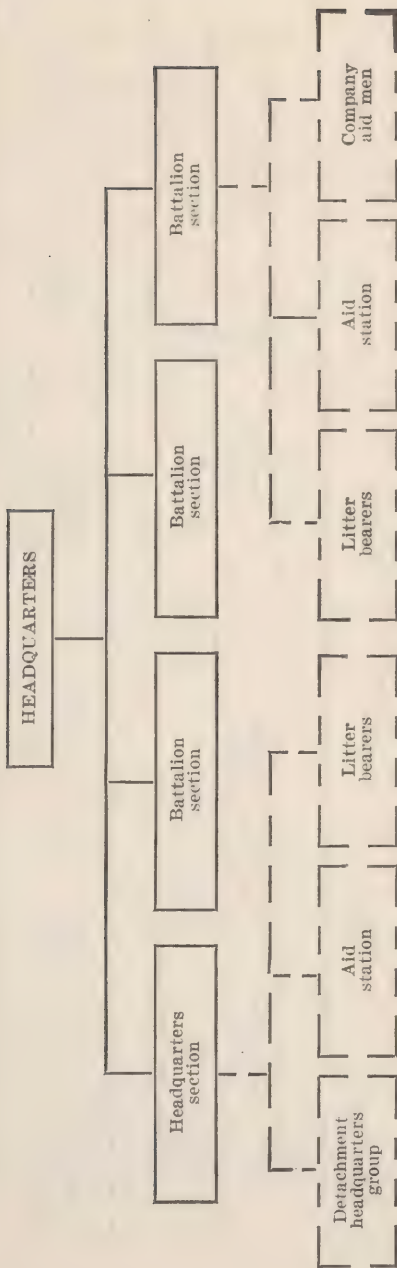 HEADQUARTERS
Headquarters
section
Battalion
section
Battalion
section
Battalion
section
Detachment
headquarters
group
Aid
station
Litter
bearers
Litter
bearers
Aid
station
Company
aid men